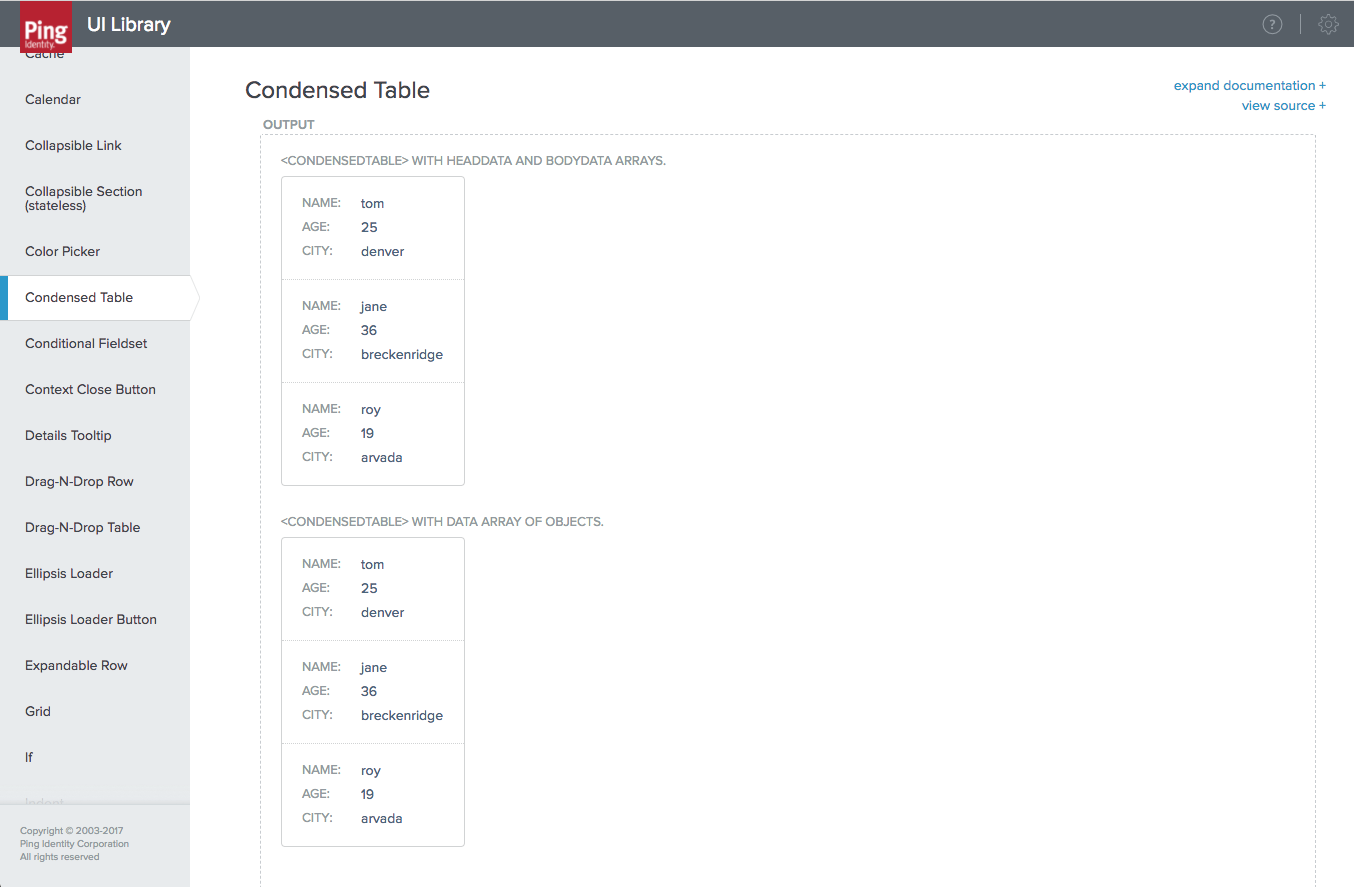 Ping
Identity.
UI Library
?
Cache
Calendar
Collapsible Link
Collapsible Section
(stateless)
Color Picker
Condensed Table
Conditional Fieldset
Context Close Button
Details Tooltip
Drag-N-Drop Row
Drag-N-Drop Table
Ellipsis Loader
Ellipsis Loader Button
Expandable Row
Grid
If
Indent
Copyright © 2003-2017
Ping Identity Corporation
All rights reserved
Condensed Table
expand documentation +
view source +
OUTPUT
<CONDENSEDTABLE> WITH HEADDATA AND BODYDATA ARRAYS.
NAME: tom
AGE: 25
CITY: denver
NAME: jane
AGE: 36
CITY: breckenridge
NAME: roy
AGE: 19
CITY: arvada
<CONDENSEDTABLE> WITH DATA ARRAY OF OBJECTS.
NAME: tom
AGE: 25
CITY: denver
NAME: jane
AGE: 36
CITY: breckenridge
NAME: roy
AGE: 19
CITY: arvada